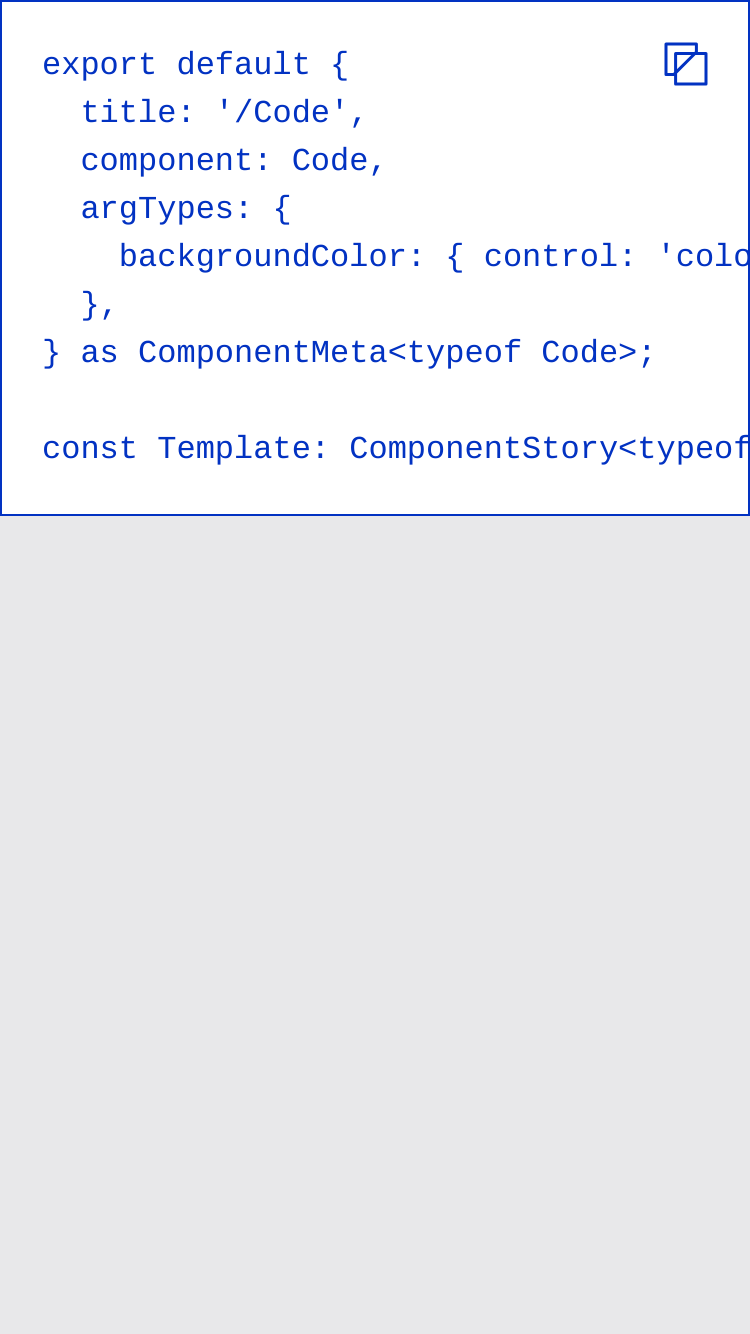 export default {
  title: '/Code',
  component: Code,
  argTypes: {
    backgroundColor: { control: 'colo
  },
} as ComponentMeta<typeof Code>;

const Template: ComponentStory<typeof